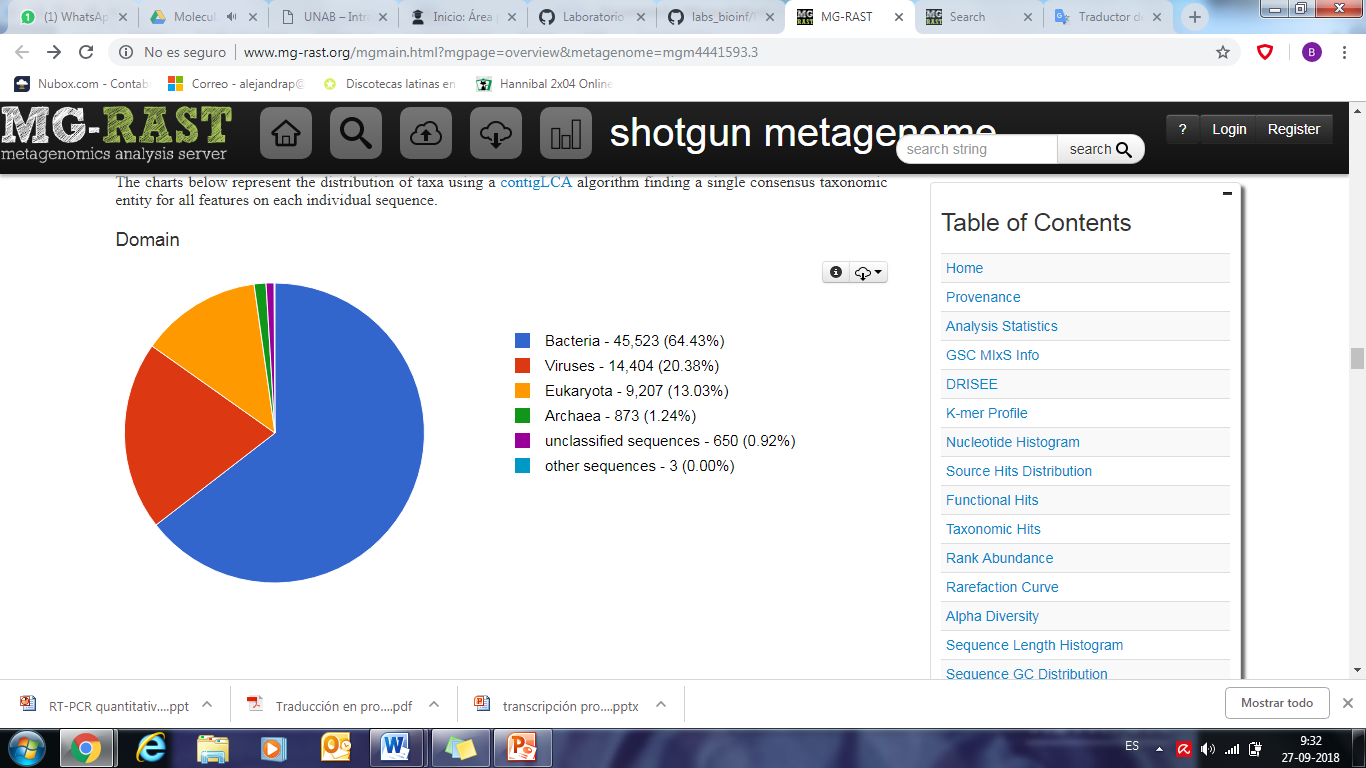 (1) WhatsAp
Molecul
UNAB – Intra
Inicio: Área p
Laboratorio
labs_bioinf/
MG-RAST
Search
Traductor de
No es seguro
www.mg-rast.org/mgmain.html?mgpage=overview&metagenome=mgm4441593.3
B
Nubox.com - Contab
Correo - alejandrap@
Discotecas latinas en
Hannibal 2x04 Online
MG-RAST
metagenomics analysis server
shotgun metagenome
search string
search
?
Login
Register
The charts below represent the distribution of taxa using a contigLCA algorithm finding a single consensus taxonomic
entity for all features on each individual sequence.
Domain
Bacteria - 45,523 (64.43%)
Viruses - 14,404 (20.38%)
Eukaryota - 9,207 (13.03%)
Archaea - 873 (1.24%)
unclassified sequences - 650 (0.92%)
other sequences - 3 (0.00%)
Table of Contents
Home
Provenance
Analysis Statistics
GSC MIxS Info
DRISEE
K-mer Profile
Nucleotide Histogram
Source Hits Distribution
Functional Hits
Taxonomic Hits
Rank Abundance
Rarefaction Curve
Alpha Diversity
Sequence Length Histogram
Sequence GC Distribution
RT-PCR quantitativ....ppt
Traducción en pro....pdf
transcripción pro....pptx
Mostrar todo
ES
9:32
27-09-2018